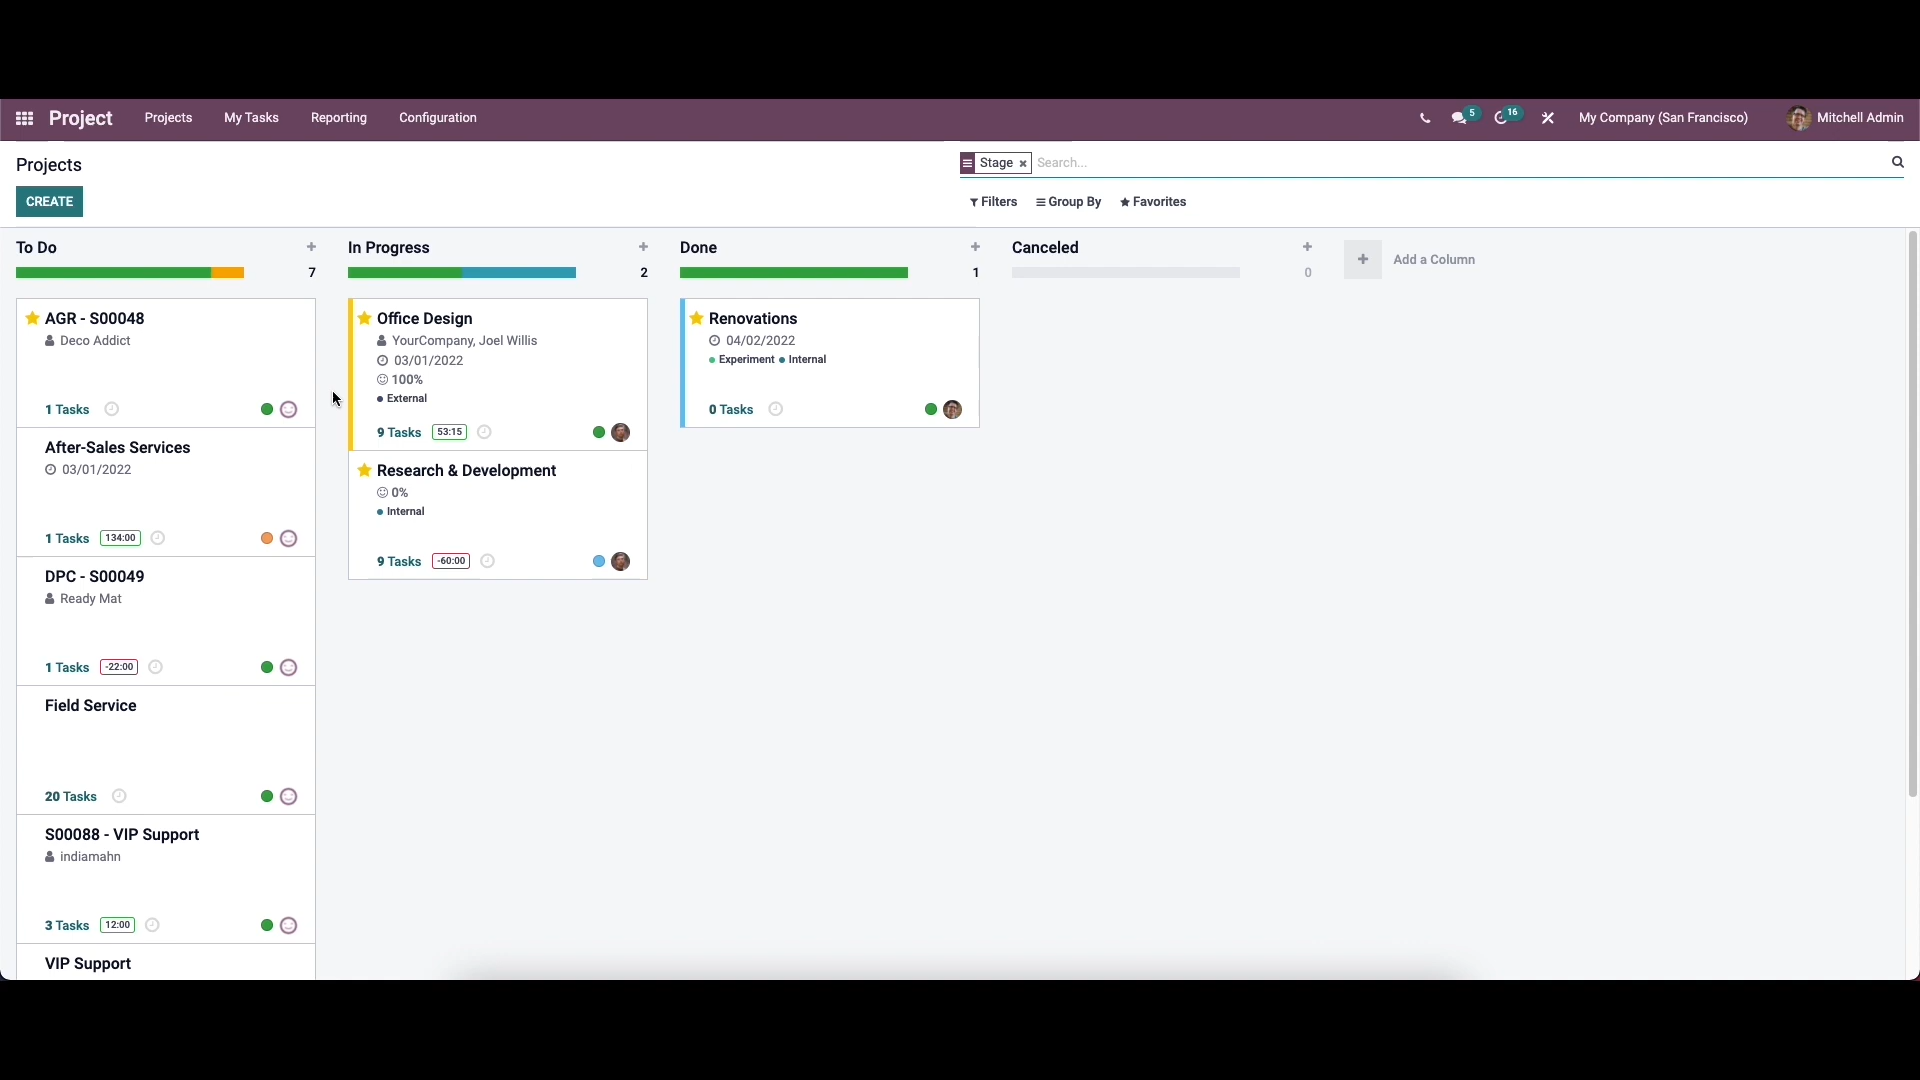 Project Projects My Tasks Reporting Configuration 5 16 My Company (San Francisco) Mitchell Admin
Projects
Stage × Search...
CREATE
Filters Group By Favorites
To Do +
7
AGR - S00048
Deco Addict
1 Tasks
After-Sales Services
03/01/2022
1 Tasks 134:00
DPC - S00049
Ready Mat
1 Tasks -22:00
Field Service
20 Tasks
S00088 - VIP Support
indiamahn
3 Tasks 12:00
VIP Support
In Progress +
2
Office Design
YourCompany, Joel Willis
03/01/2022
100%
External
9 Tasks 53:15
Research & Development
0%
Internal
9 Tasks -60:00
Done +
1
Renovations
04/02/2022
Experiment Internal
0 Tasks
Canceled +
0
+ Add a Column